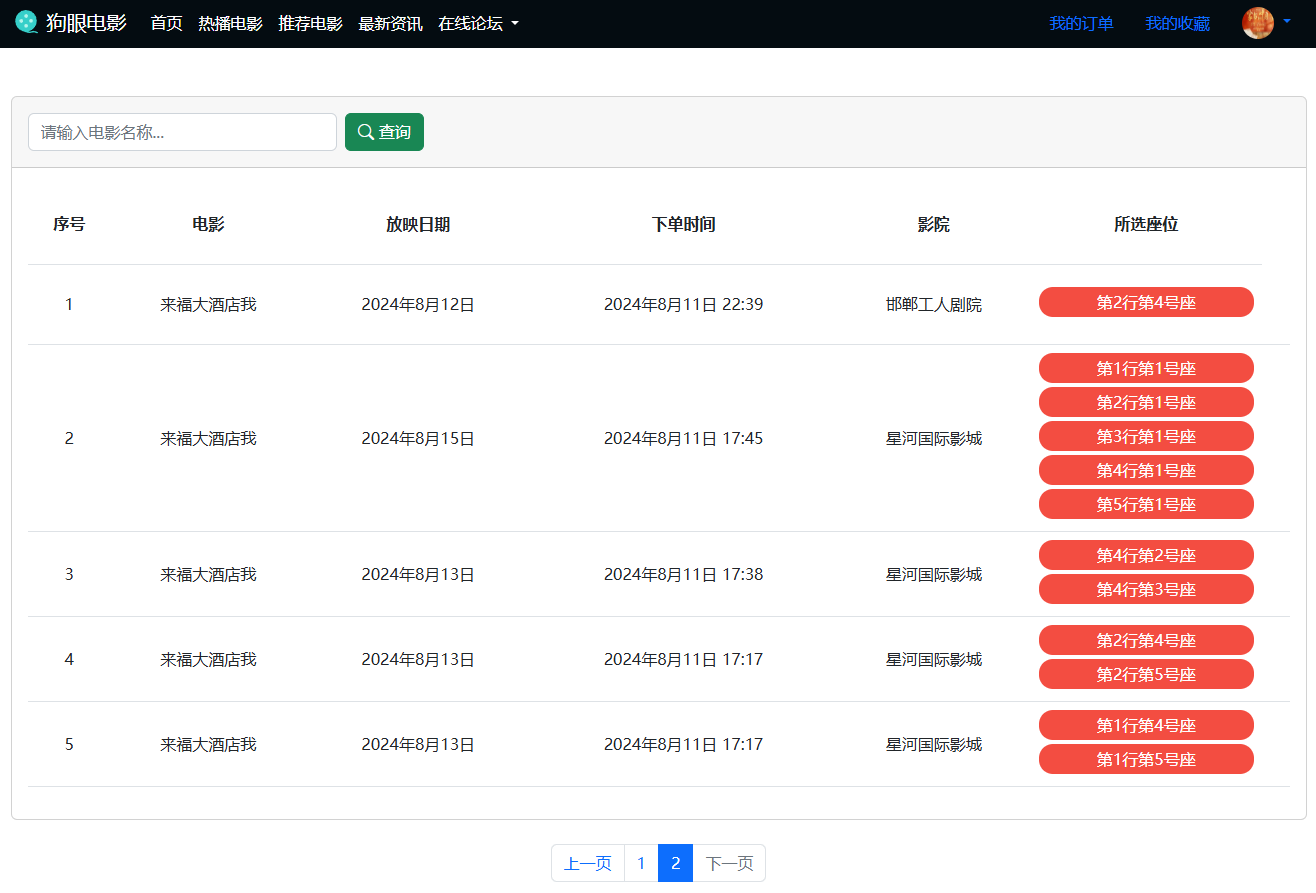 狗眼电影 首页 热播电影 推荐电影 最新资讯 在线论坛 我的订单 我的收藏
请输入电影名称... 查询
序号 电影 放映日期 下单时间 影院 所选座位
1 来福大酒店我 2024年8月12日 2024年8月11日 22:39 邯郸工人剧院 第2行第4号座
第1行第1号座
第2行第1号座
2 来福大酒店我 2024年8月15日 2024年8月11日 17:45 星河国际影城 第3行第1号座
第4行第1号座
第5行第1号座
3 来福大酒店我 2024年8月13日 2024年8月11日 17:38 星河国际影城 第4行第2号座
第4行第3号座
4 来福大酒店我 2024年8月13日 2024年8月11日 17:17 星河国际影城 第2行第4号座
第2行第5号座
5 来福大酒店我 2024年8月13日 2024年8月11日 17:17 星河国际影城 第1行第4号座
第1行第5号座
上一页 1 2 下一页